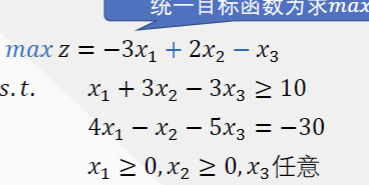 统一目标函数为求max
max z = −3x₁ + 2x₂ − x₃
s.t. x₁ + 3x₂ − 3x₃ ≥ 10
4x₁ − x₂ − 5x₃ = −30
x₁ ≥ 0, x₂ ≥ 0, x₃任意